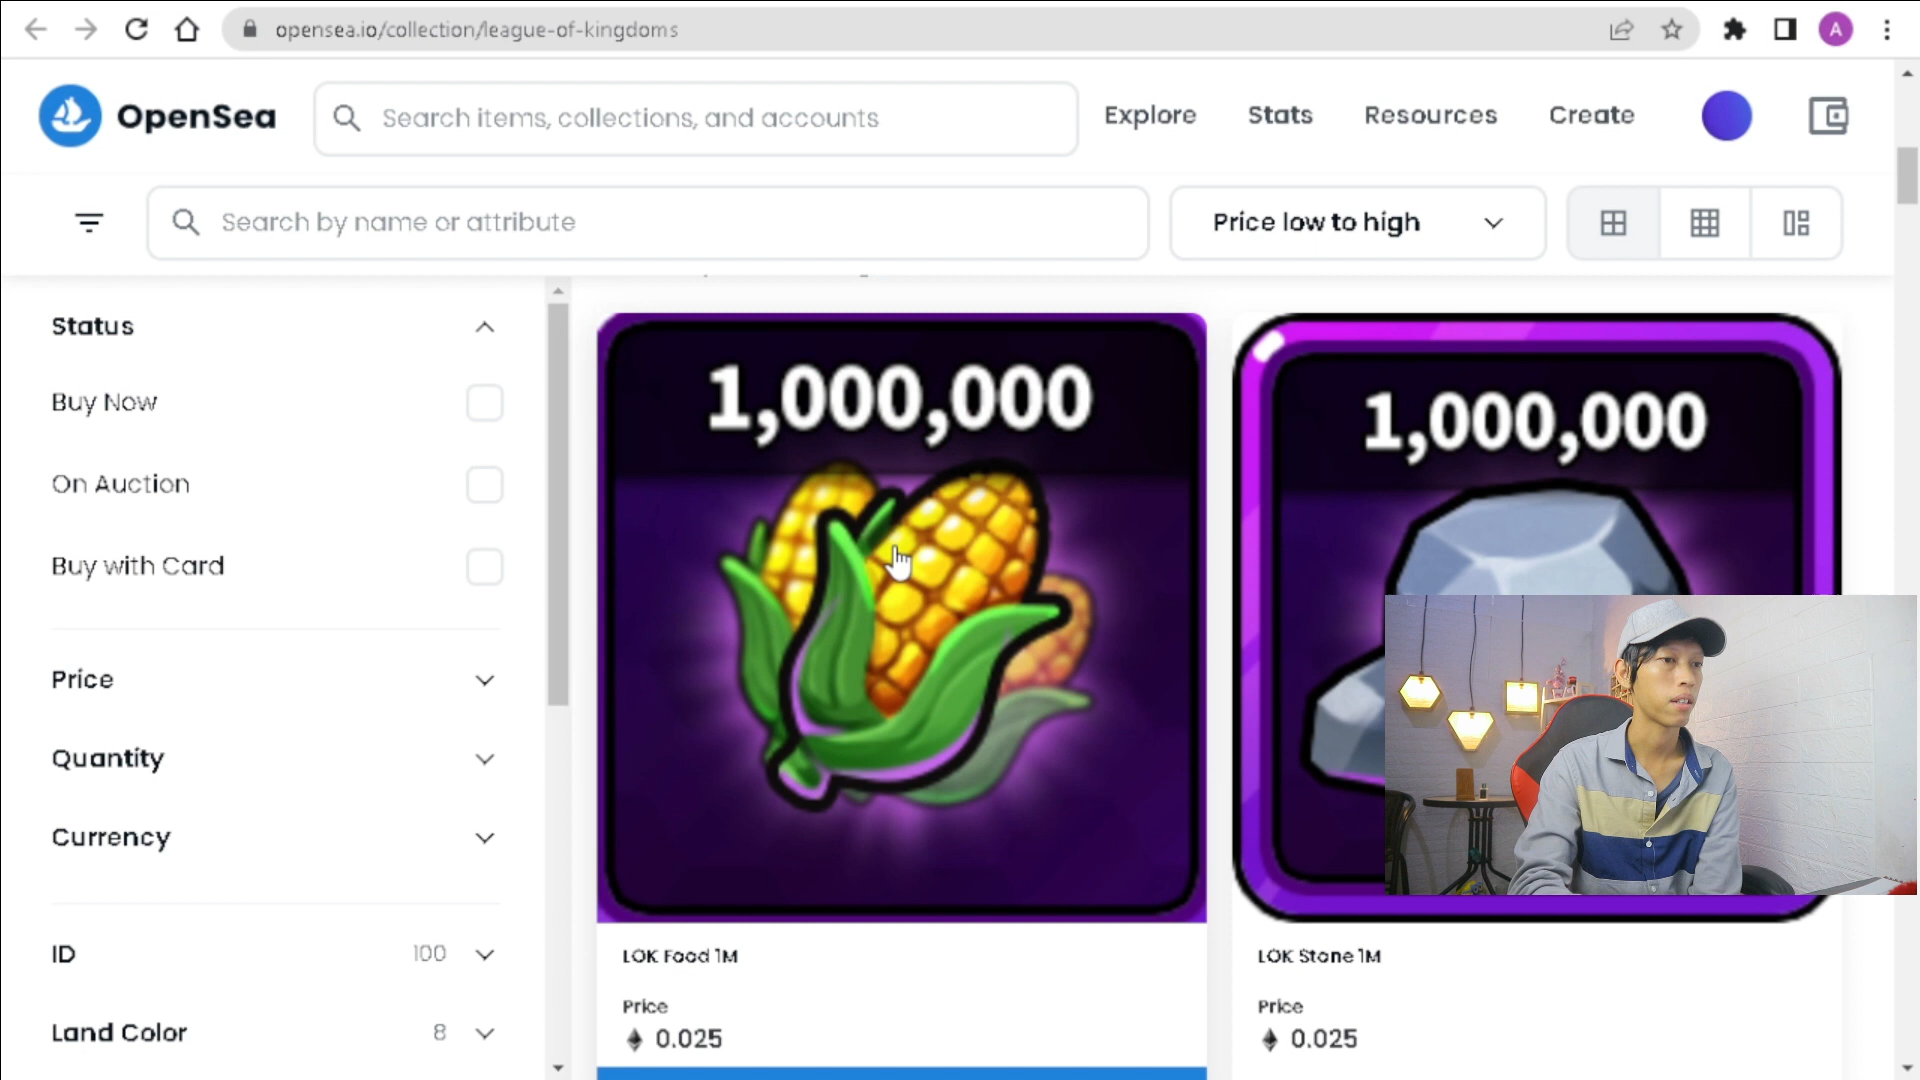 opensea.io/collection/league-of-kingdoms
A
OpenSea
Search items, collections, and accounts
Explore
Stats
Resources
Create
Search by name or attribute
Price low to high
Status
Buy Now
On Auction
Buy with Card
Price
Quantity
Currency
ID 100
Land Color 8
1,000,000
LOK Food 1M
Price
0.025
1,000,000
LOK Stone 1M
Price
0.025